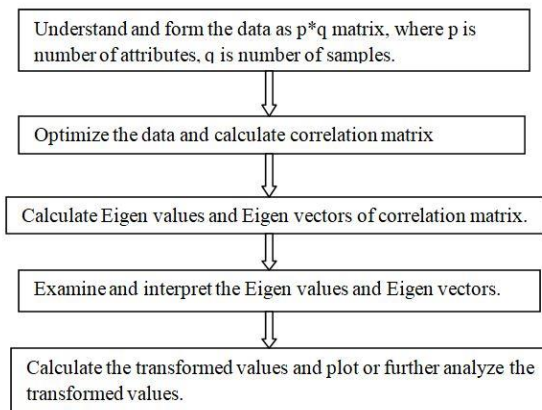 Understand and form the data as p*q matrix, where p is
number of attributes, q is number of samples.
Optimize the data and calculate correlation matrix
Calculate Eigen values and Eigen vectors of correlation matrix.
Examine and interpret the Eigen values and Eigen vectors.
Calculate the transformed values and plot or further analyze the
transformed values.